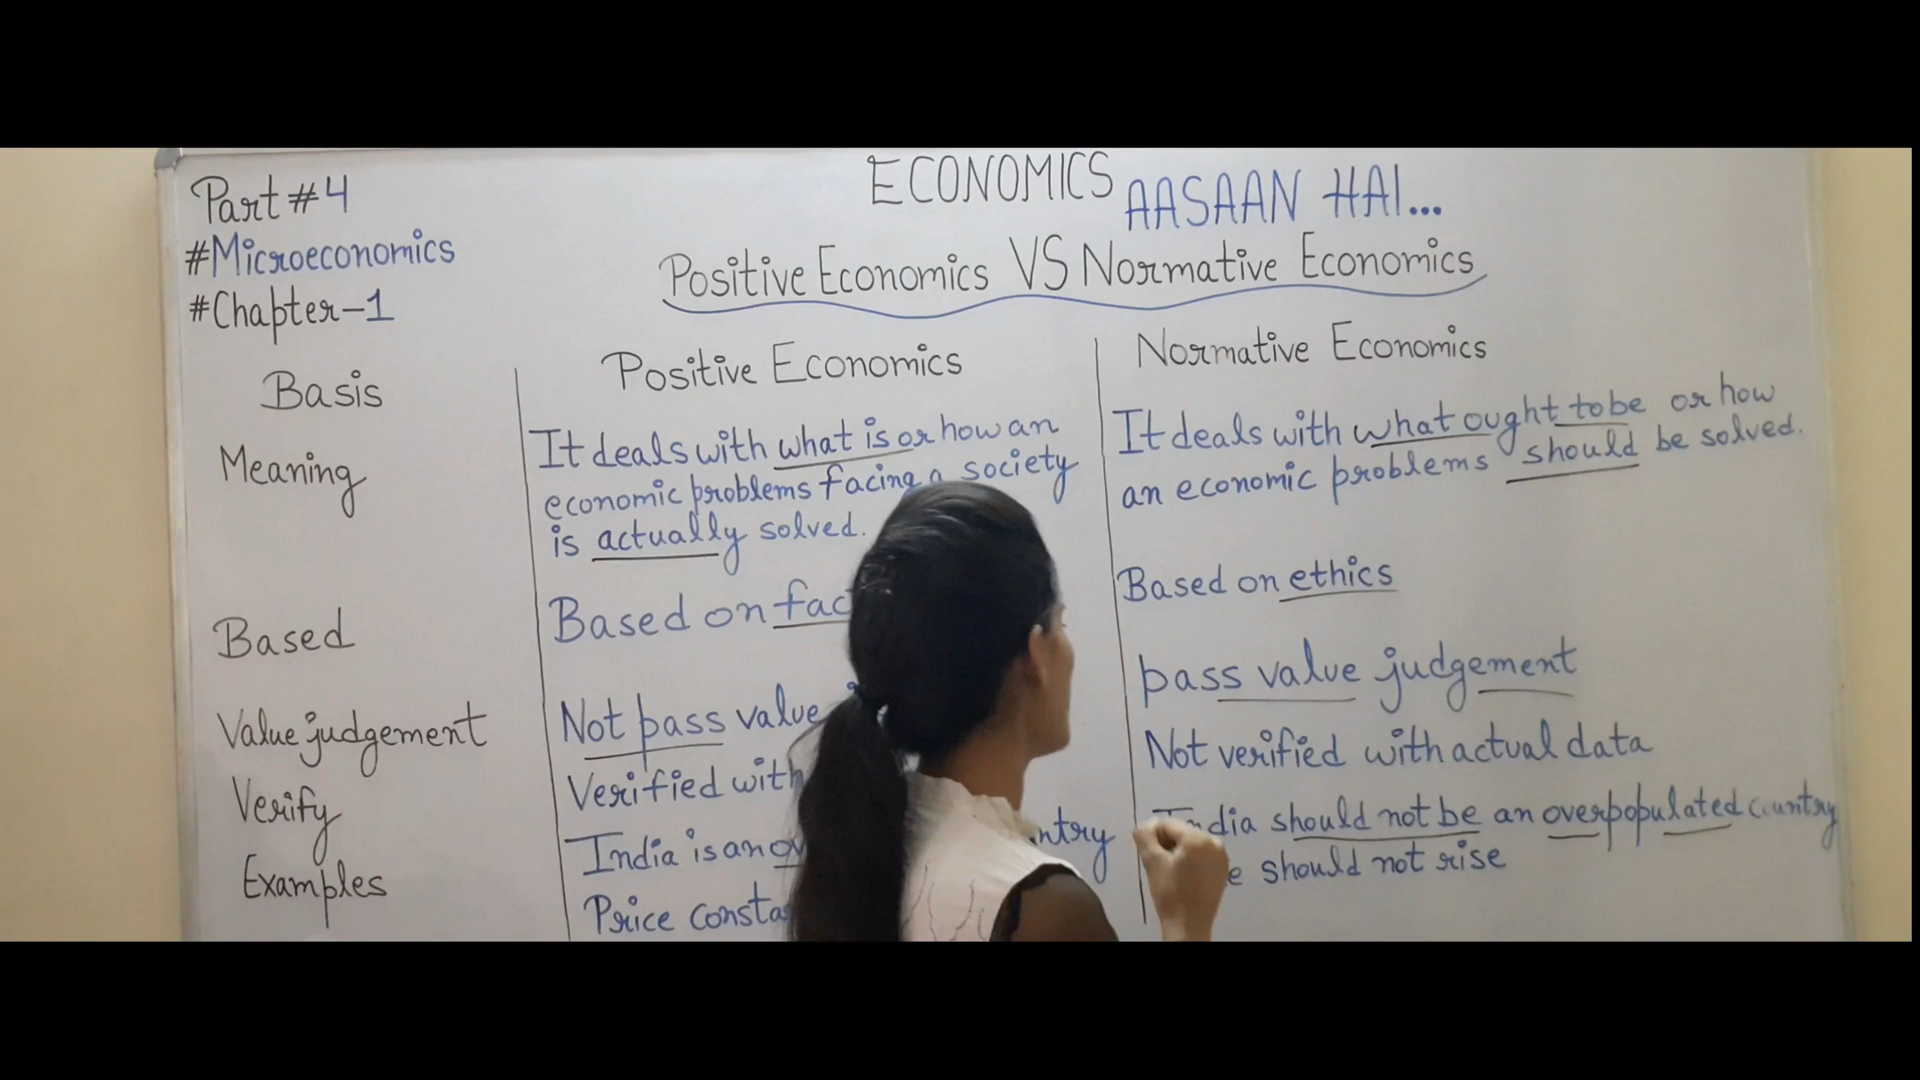 Part #4
#Microeconomics
#Chapter-1
ECONOMICS AASAAN HAI...
Positive Economics VS Normative Economics
Basis
Positive Economics
Normative Economics
Meaning
It deals with what is or how an
economic problems facing a society
is actually solved.
It deals with what ought to be or how
an economic problems should be solved.
Based
Based on
Based on ethics
Value judgement
Not pass value
pass value judgement
Verify
Verified with
Not verified with actual data
Examples
India is an
Price
India should not be an overpopulated country
should not rise